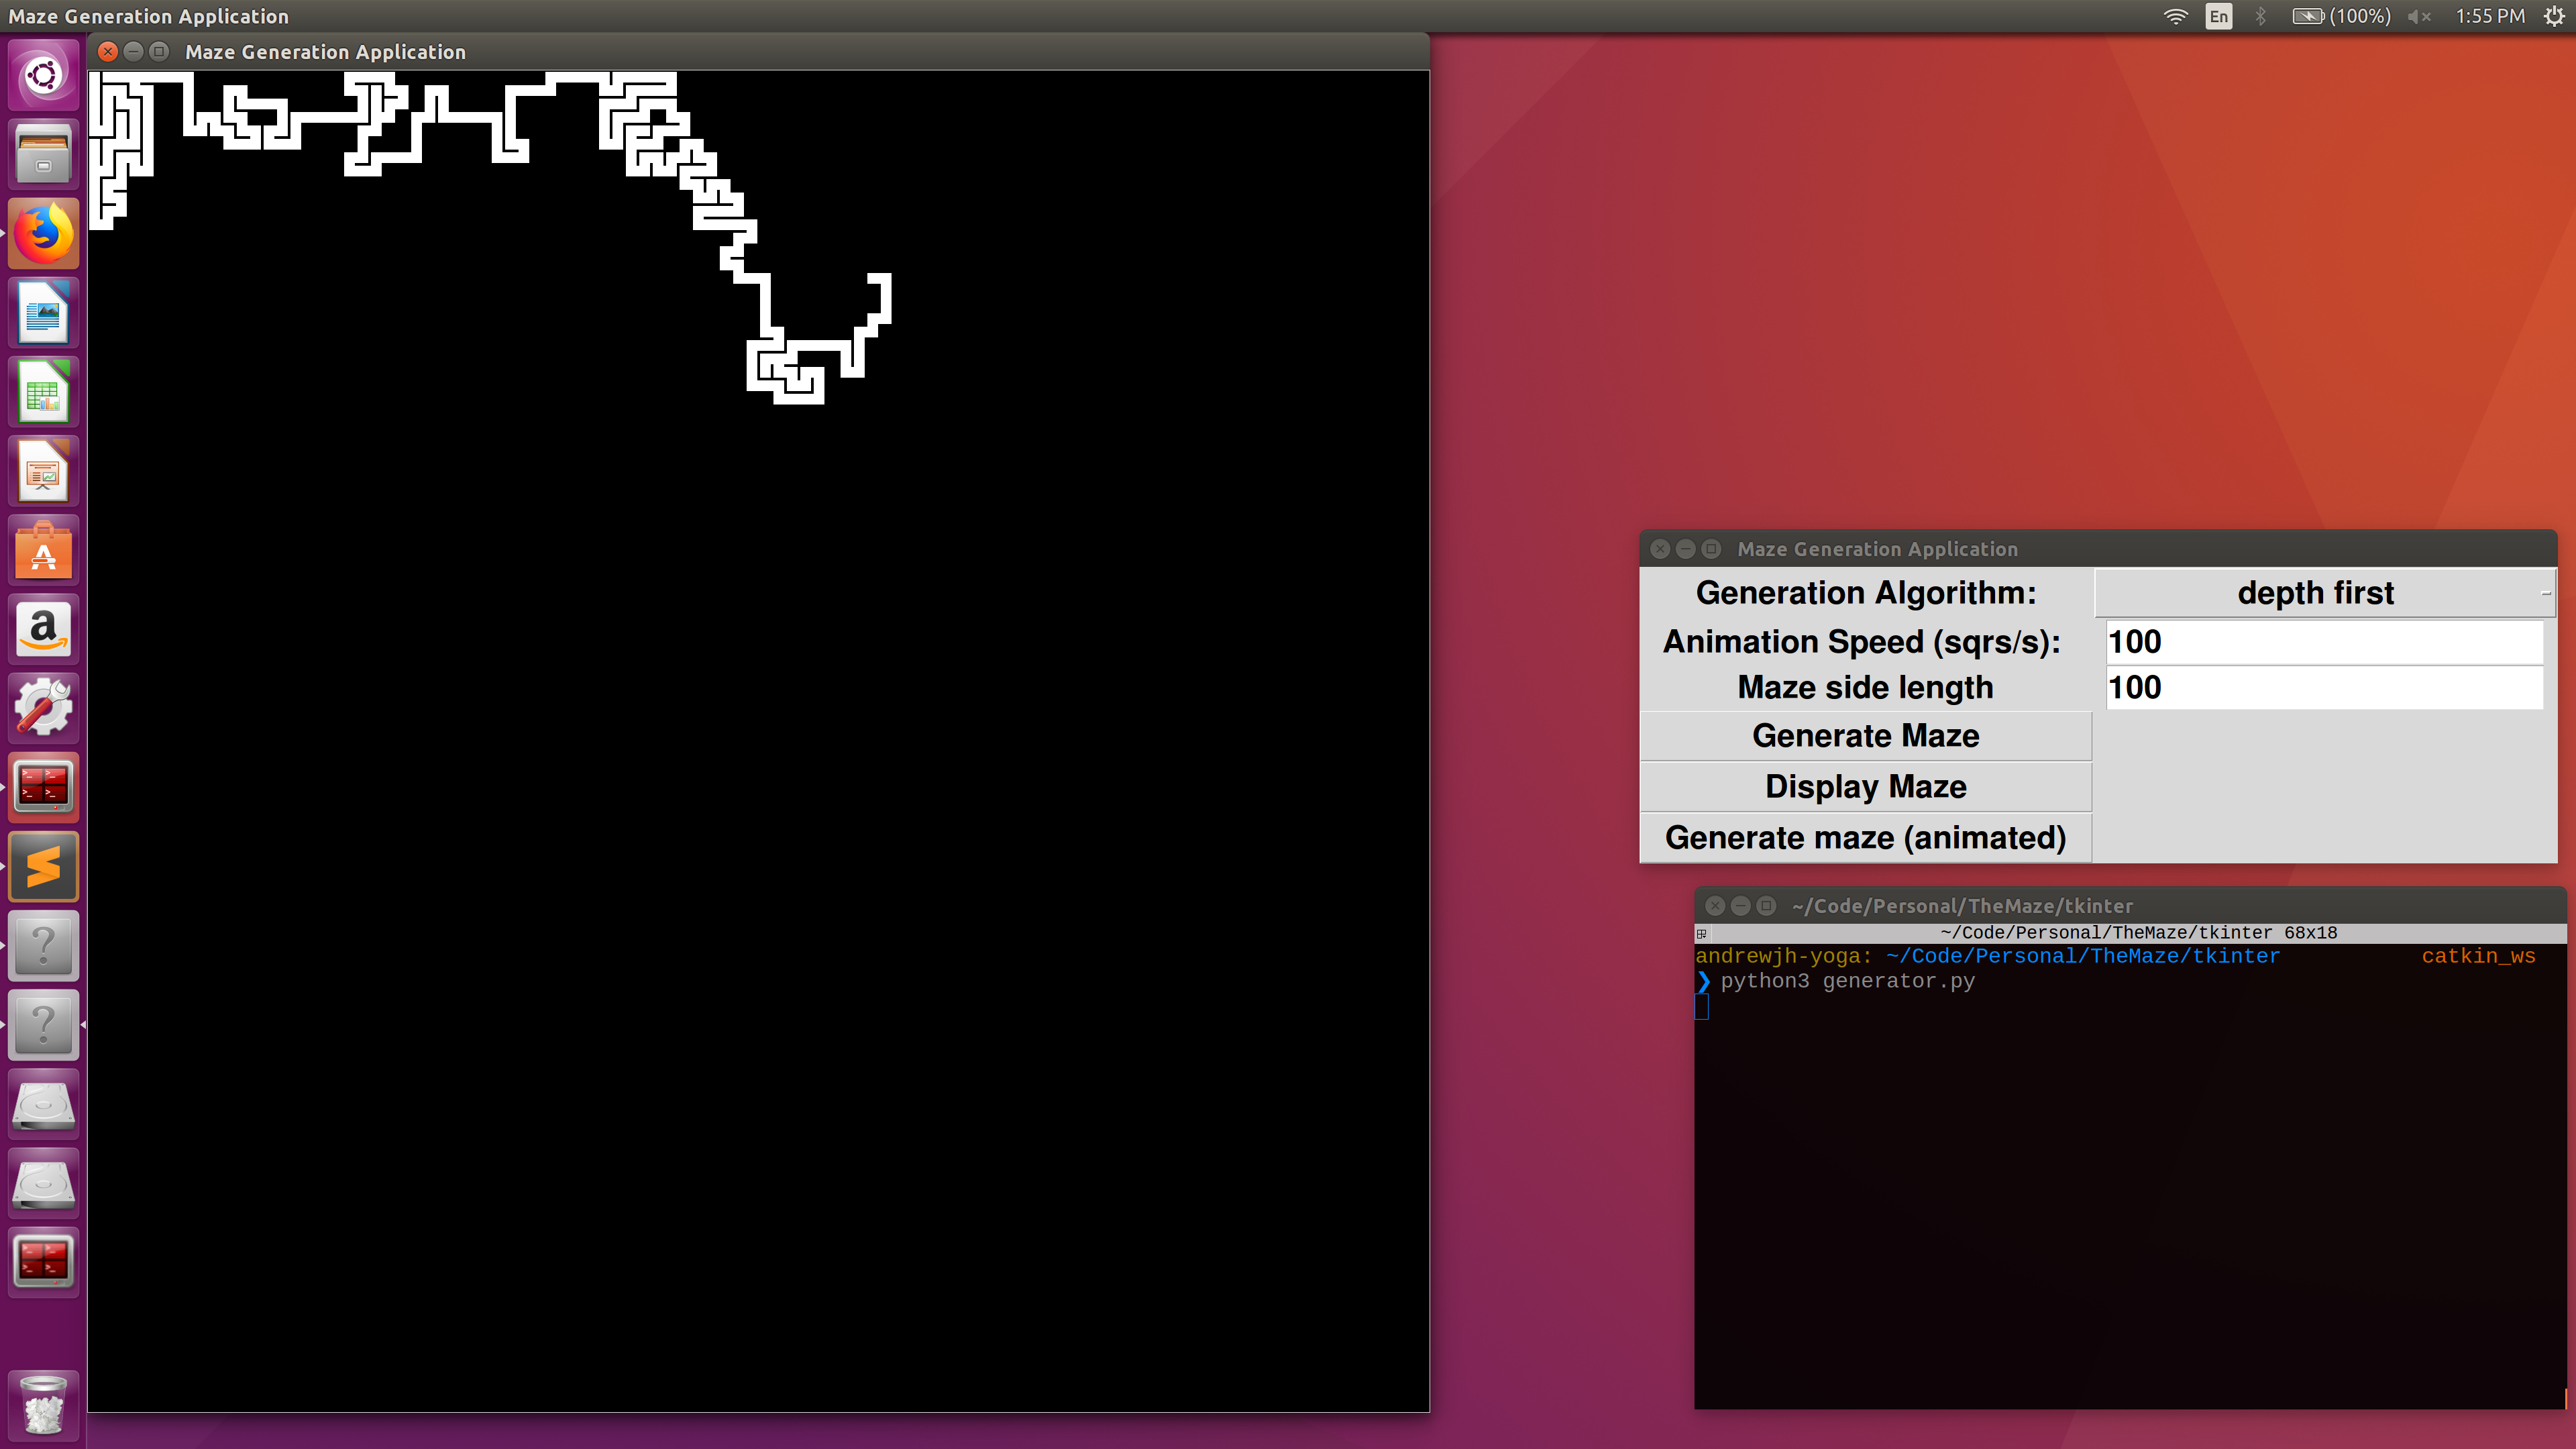 Maze Generation Application
En
(100%)
1:55 PM
Maze Generation Application
Maze Generation Application
Generation Algorithm:
depth first
Animation Speed (sqrs/s):
100
Maze side length
100
Generate Maze
Display Maze
Generate maze (animated)
~/Code/Personal/TheMaze/tkinter
~/Code/Personal/TheMaze/tkinter 68x18
andrewjh-yoga: ~/Code/Personal/TheMaze/tkinter catkin_ws
❯ python3 generator.py